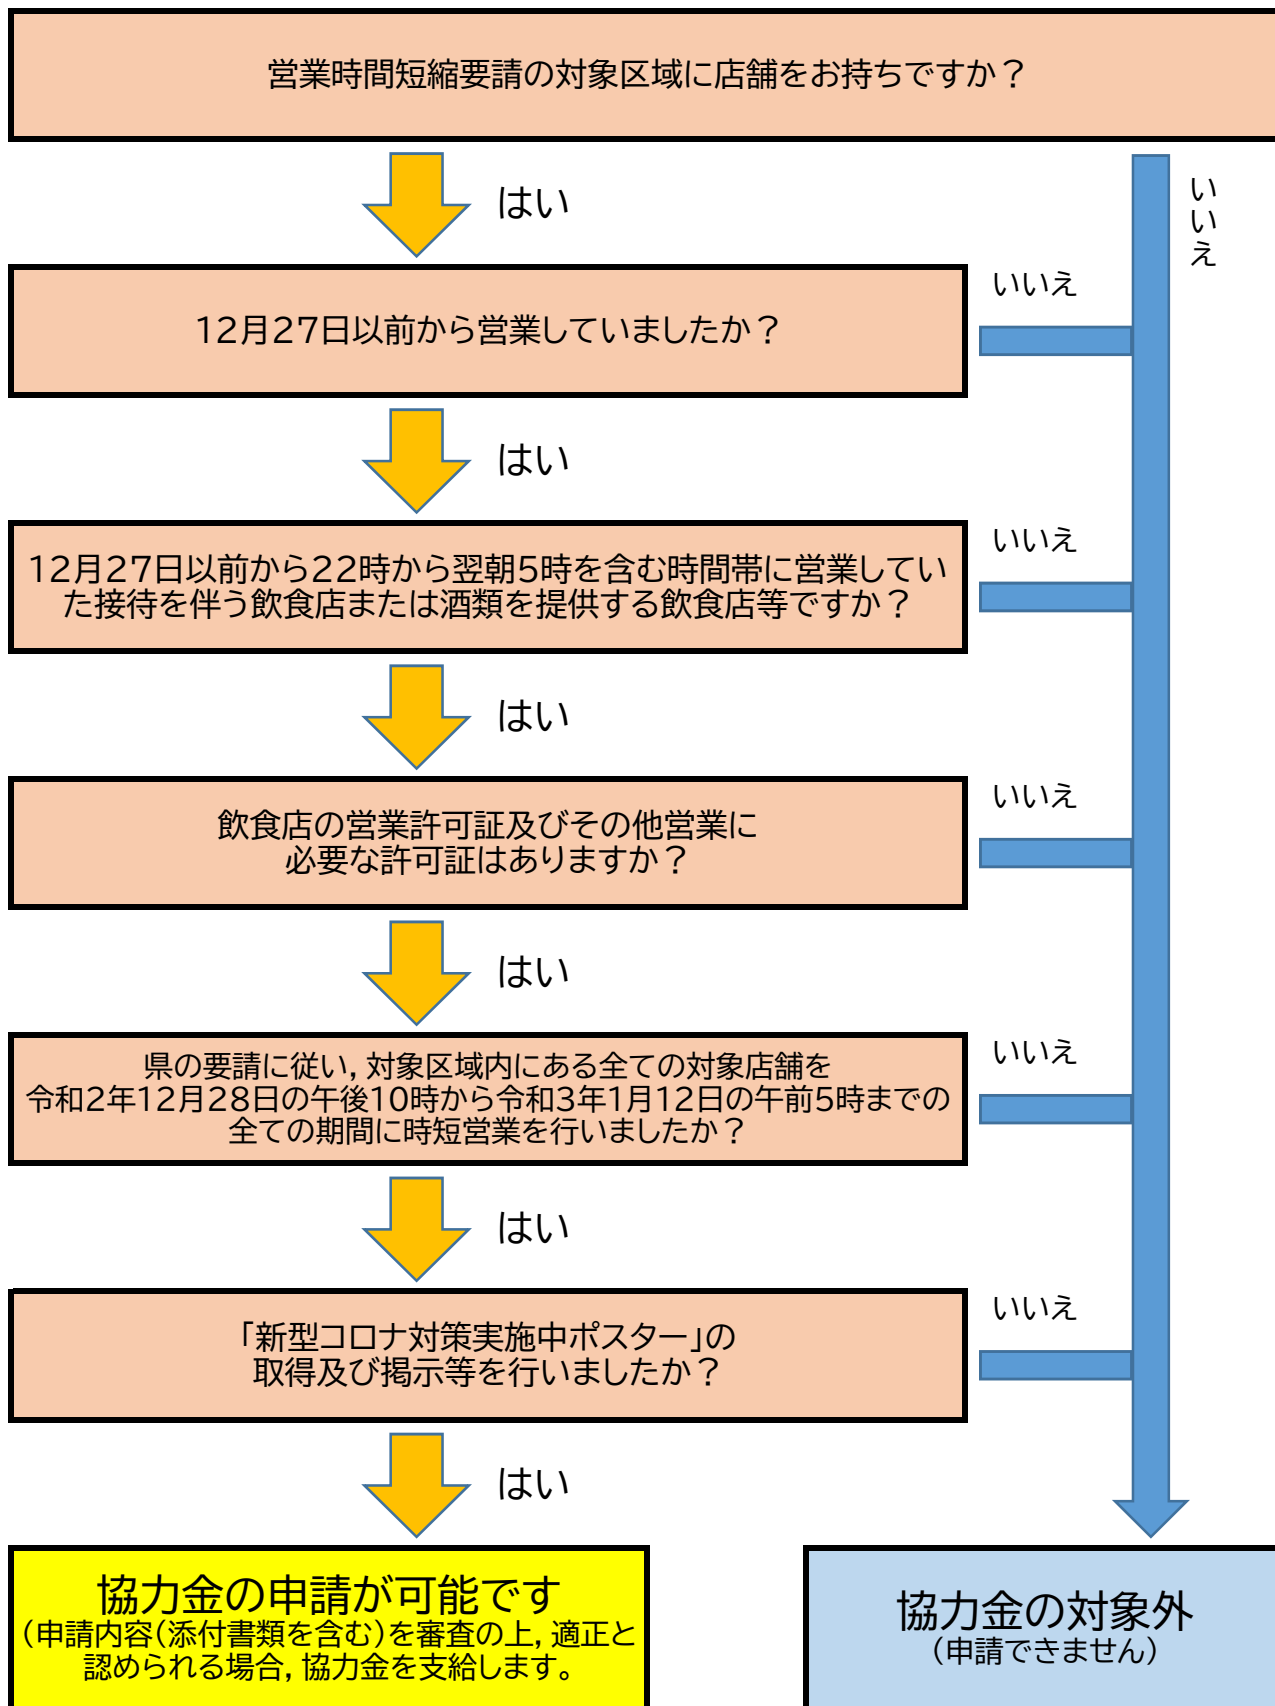 営業時間短縮要請の対象区域に店舗をお持ちですか？
はい
いいえ
12月27日以前から営業していましたか？
いいえ
はい
12月27日以前から22時から翌朝5時を含む時間帯に営業してい
た接待を伴う飲食店または酒類を提供する飲食店等ですか？
いいえ
はい
飲食店の営業許可証及びその他営業に
必要な許可証はありますか？
いいえ
はい
県の要請に従い，対象区域内にある全ての対象店舗を
令和2年12月28日の午後10時から令和3年1月12日の午前5時までの
全ての期間に時短営業を行いましたか？
いいえ
はい
「新型コロナ対策実施中ポスター」の
取得及び掲示等を行いましたか？
いいえ
はい
協力金の申請が可能です
（申請内容（添付書類を含む）を審査の上，適正と
認められる場合，協力金を支給します。
協力金の対象外
（申請できません）